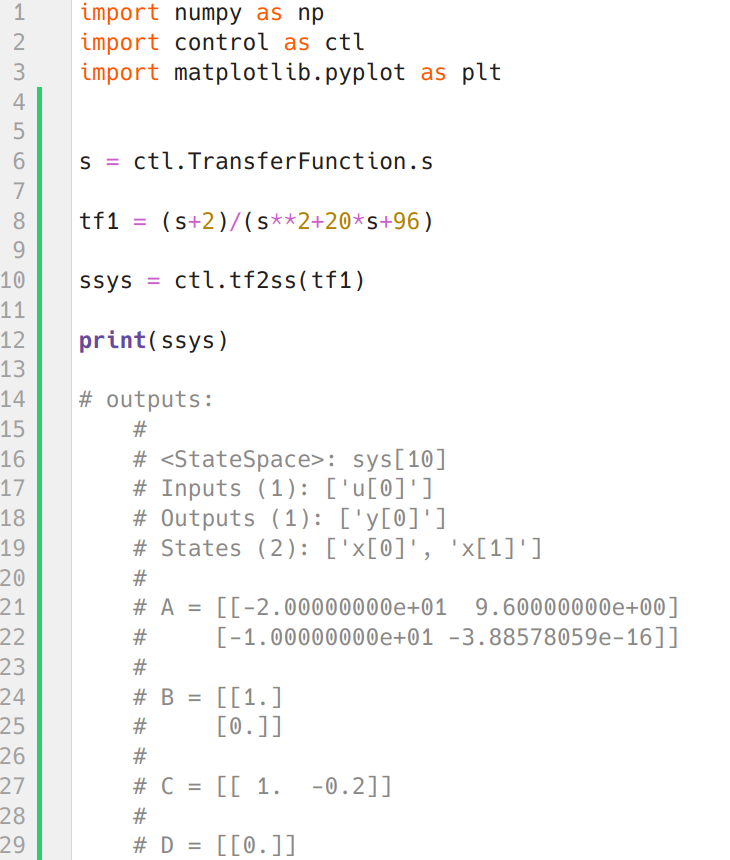 1 import numpy as np
2 import control as ctl
3 import matplotlib.pyplot as plt
4
5
6 s = ctl.TransferFunction.s
7
8 tf1 = (s+2)/(s**2+20*s+96)
9
10 ssys = ctl.tf2ss(tf1)
11
12 print(ssys)
13
14 # outputs:
15     #
16     # <StateSpace>: sys[10]
17     # Inputs (1): ['u[0]']
18     # Outputs (1): ['y[0]']
19     # States (2): ['x[0]', 'x[1]']
20     #
21     # A = [[-2.00000000e+01  9.60000000e+00]
22     #     [-1.00000000e+01 -3.88578059e-16]]
23     #
24     # B = [[1.]
25     #     [0.]]
26     #
27     # C = [[ 1.  -0.2]]
28     #
29     # D = [[0.]]